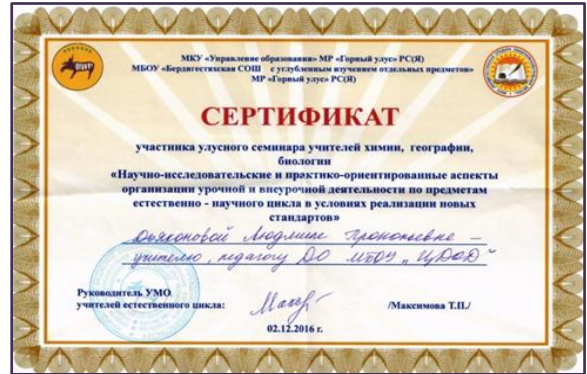 МКУ «Управление образования» МР «Горный улус» РС(Я)
МБОУ «Бердигестяхская СОШ с углубленным изучением отдельных предметов»
МР «Горный улус» РС(Я)
СЕРТИФИКАТ
участника улусного семинара учителей химии, географии,
биологии
«Научно-исследовательские и практико-ориентированные аспекты
организации урочной и внеурочной деятельности по предметам
естественно - научного цикла в условиях реализации новых
стандартов»
Дьяконовой Людмиле Прокопьевне –
учителю, педагогу ДО МБОУ „ЦДОД"
Руководитель УМО
учителей естественного цикла:
/Максимова Т.П./
02.12.2016 г.